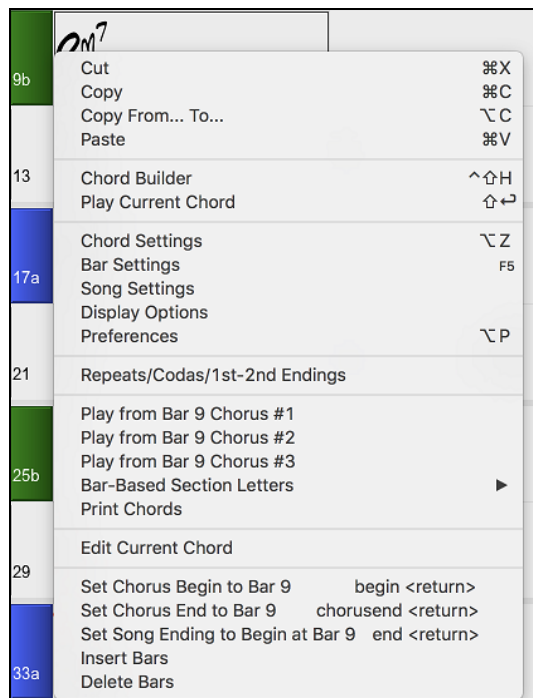 9b
Cut ⌘X
Copy ⌘C
Copy From... To... ⌥C
Paste ⌘V
13
Chord Builder ^⇧H
Play Current Chord ⇧↩
Chord Settings ⌥Z
17a
Bar Settings F5
Song Settings
Display Options
Preferences ⌥P
21
Repeats/Codas/1st-2nd Endings
Play from Bar 9 Chorus #1
Play from Bar 9 Chorus #2
Play from Bar 9 Chorus #3
25b
Bar-Based Section Letters ▶
Print Chords
Edit Current Chord
29
Set Chorus Begin to Bar 9 begin <return>
Set Chorus End to Bar 9 chorusend <return>
Set Song Ending to Begin at Bar 9 end <return>
Insert Bars
33a
Delete Bars